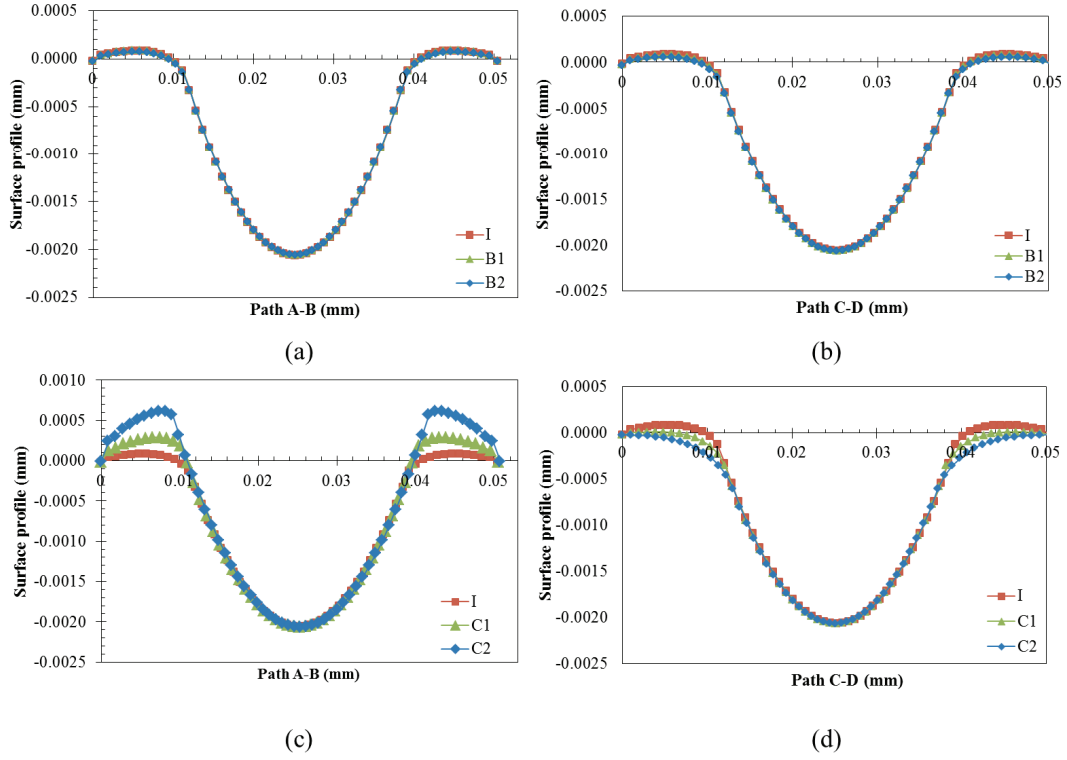 0.0005
0.0000
-0.0005
-0.0010
-0.0015
-0.0020
-0.0025
0 0.01 0.02 0.03 0.04 0.05
Surface profile (mm)
Path A-B (mm)
I
B1
B2
(a)
0.0005
0.0000
-0.0005
-0.0010
-0.0015
-0.0020
-0.0025
0 0.01 0.02 0.03 0.04 0.05
Surface profile (mm)
Path C-D (mm)
I
B1
B2
(b)
0.0010
0.0005
0.0000
-0.0005
-0.0010
-0.0015
-0.0020
-0.0025
0 0.01 0.02 0.03 0.04 0.05
Surface profile (mm)
Path A-B (mm)
I
C1
C2
(c)
0.0005
0.0000
-0.0005
-0.0010
-0.0015
-0.0020
-0.0025
0 0.01 0.02 0.03 0.04 0.05
Surface profile (mm)
Path C-D (mm)
I
C1
C2
(d)